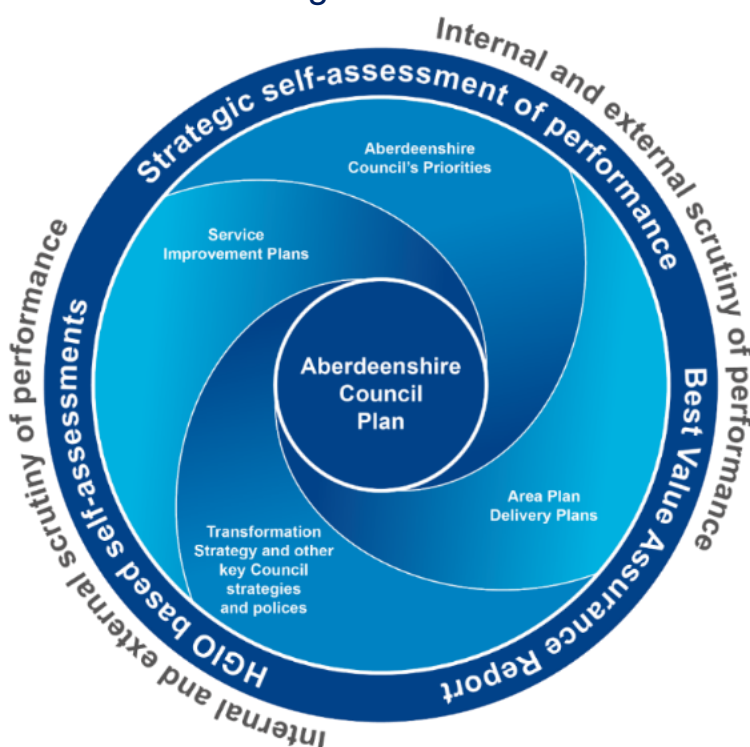 Internal and external scrutiny of performance
Strategic self-assessment of performance
Aberdeenshire
Council's Priorities
Service
Improvement Plans
Aberdeenshire
Council
Plan
Area Plan
Delivery Plans
Transformation
Strategy and other
key Council
strategies
and polices
Best Value Assurance Report
HGIO based self-assessments
Internal and external scrutiny of performance